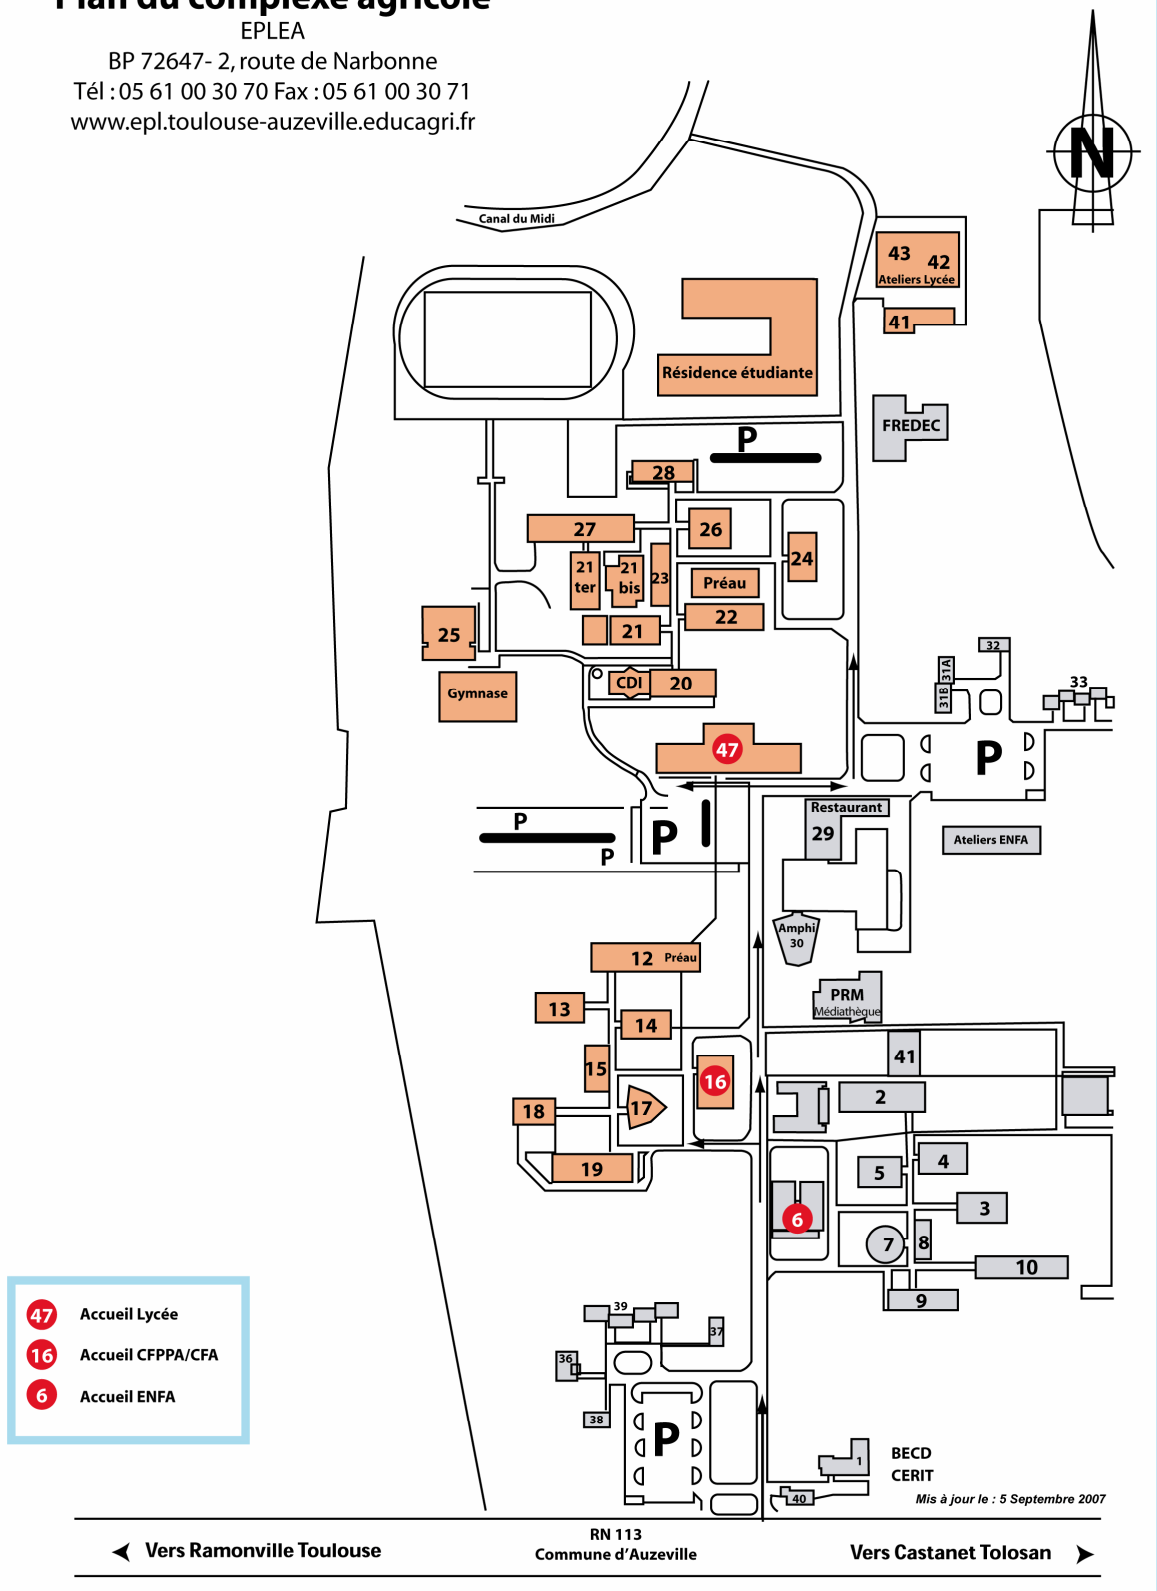 Plan du complexe agricole
EPLEA
BP 72647- 2, route de Narbonne
Tél : 05 61 00 30 70 Fax : 05 61 00 30 71
www.epl.toulouse-auzeville.educagri.fr
N
Canal du Midi
43 42
Ateliers Lycée
41
Résidence étudiante
FREDEC
P
28
27
26
24
21 ter
21 bis
23
Préau
22
25
21
CDI
20
Gymnase
32
31A
31B
33
47
P
Restaurant
29
P
P
P
Ateliers ENFA
Amphi
30
12 Préau
PRM
Médiathèque
13
14
41
15
16
2
17
18
19
5
4
3
6
7
8
10
9
47 Accueil Lycée
16 Accueil CFPPA/CFA
6 Accueil ENFA
39
37
36
38
P
1
BECD
CERIT
40
Mis à jour le : 5 Septembre 2007
RN 113
Vers Ramonville Toulouse
Commune d'Auzeville
Vers Castanet Tolosan